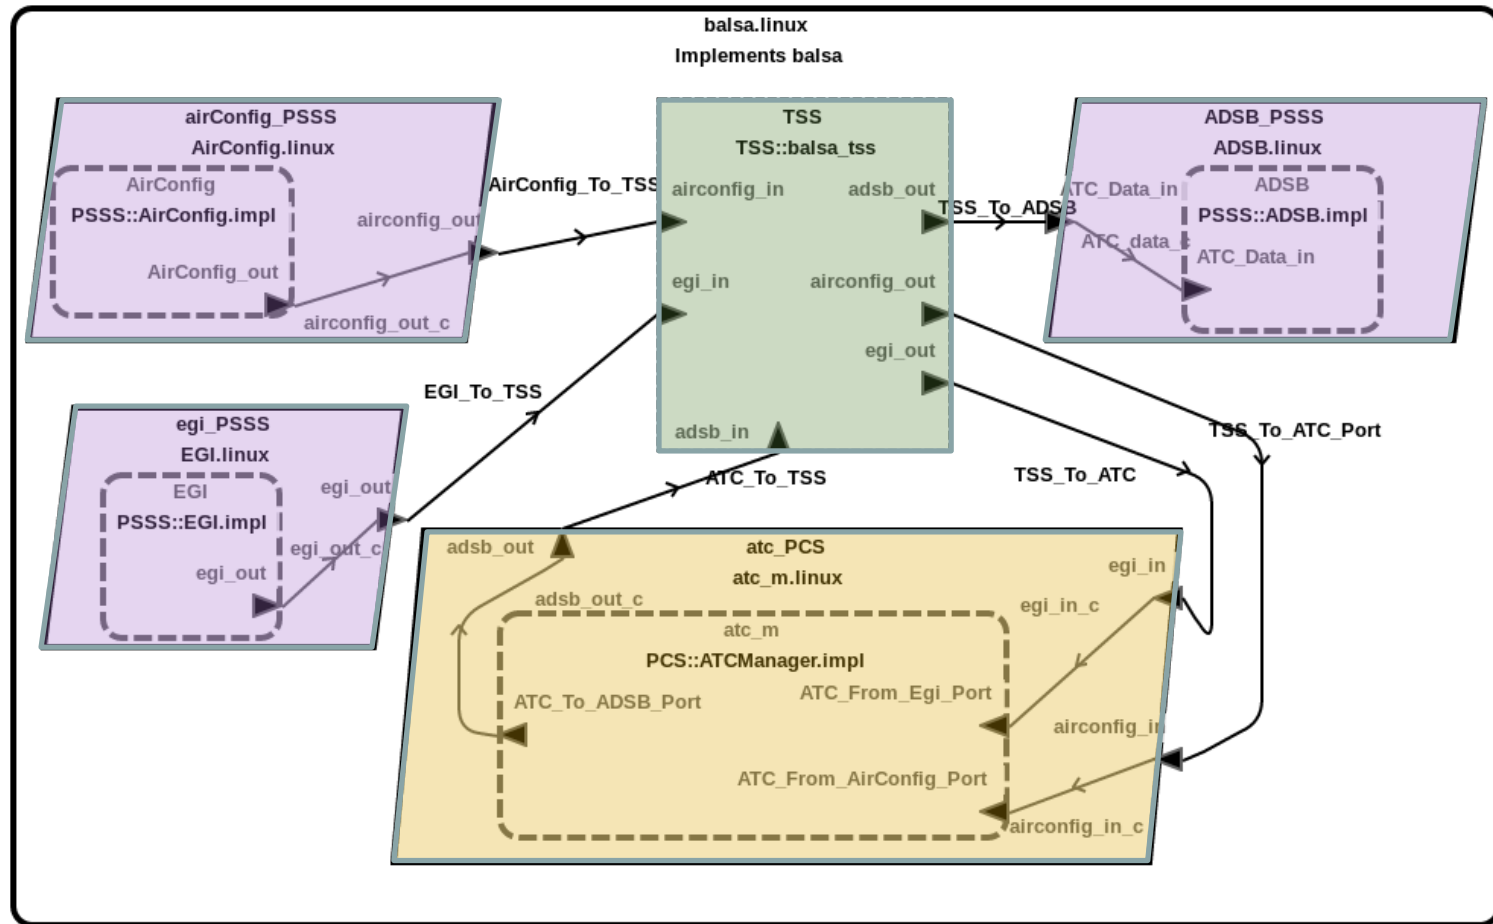 balsa.linux
Implements balsa
airConfig_PSSS
AirConfig.linux
AirConfig
PSSS::AirConfig.impl
airconfig_out
AirConfig_out
airconfig_out_c
AirConfig_To_TSS
TSS
TSS::balsa_tss
airconfig_in
adsb_out
egi_in
airconfig_out
egi_out
adsb_in
TSS_To_ADSB
ADSB_PSSS
ADSB.linux
ATC_Data_in
ADSB
PSSS::ADSB.impl
ATC_data_c
ATC_Data_in
EGI_To_TSS
egi_PSSS
EGI.linux
EGI
egi_out
PSSS::EGI.impl
egi_out_c
egi_out
ATC_To_TSS
TSS_To_ATC
TSS_To_ATC_Port
adsb_out
atc_PCS
atc_m.linux
egi_in
adsb_out_c
egi_in_c
atc_m
PCS::ATCManager.impl
ATC_To_ADSB_Port
ATC_From_Egi_Port
airconfig_in
ATC_From_AirConfig_Port
airconfig_in_c